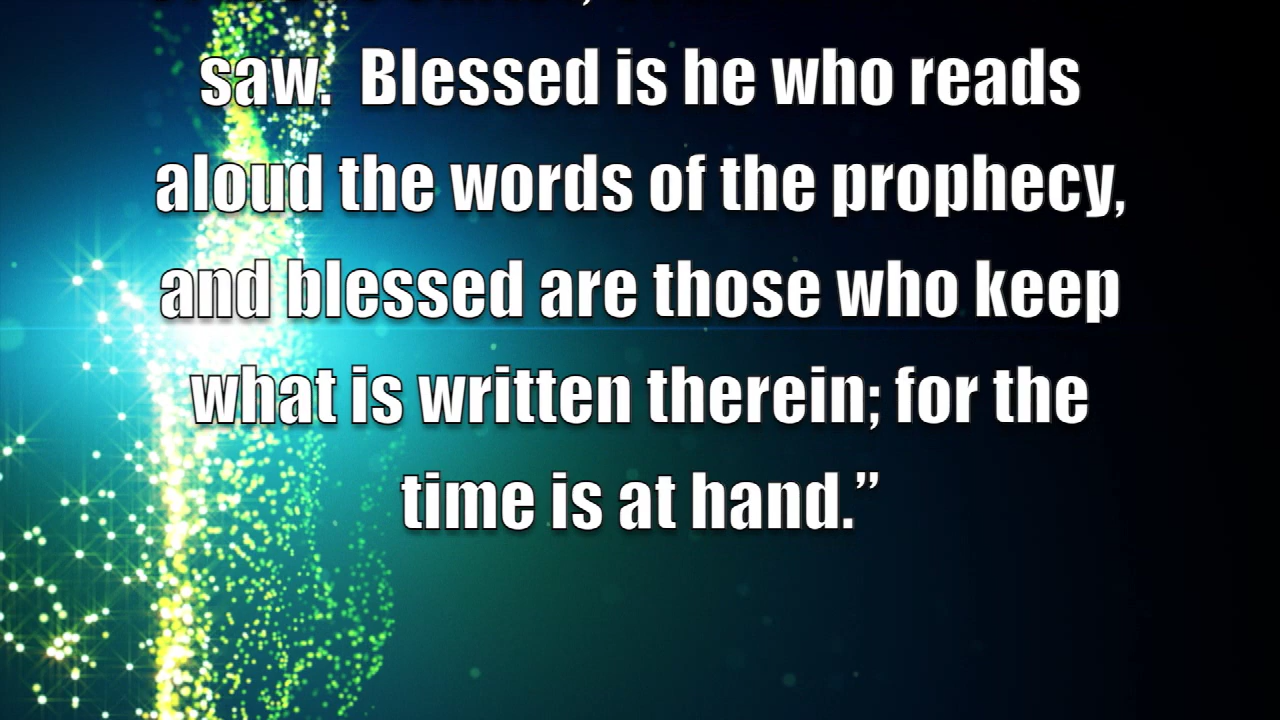 saw. Blessed is he who reads
aloud the words of the prophecy,
and blessed are those who keep
what is written therein; for the
time is at hand.”